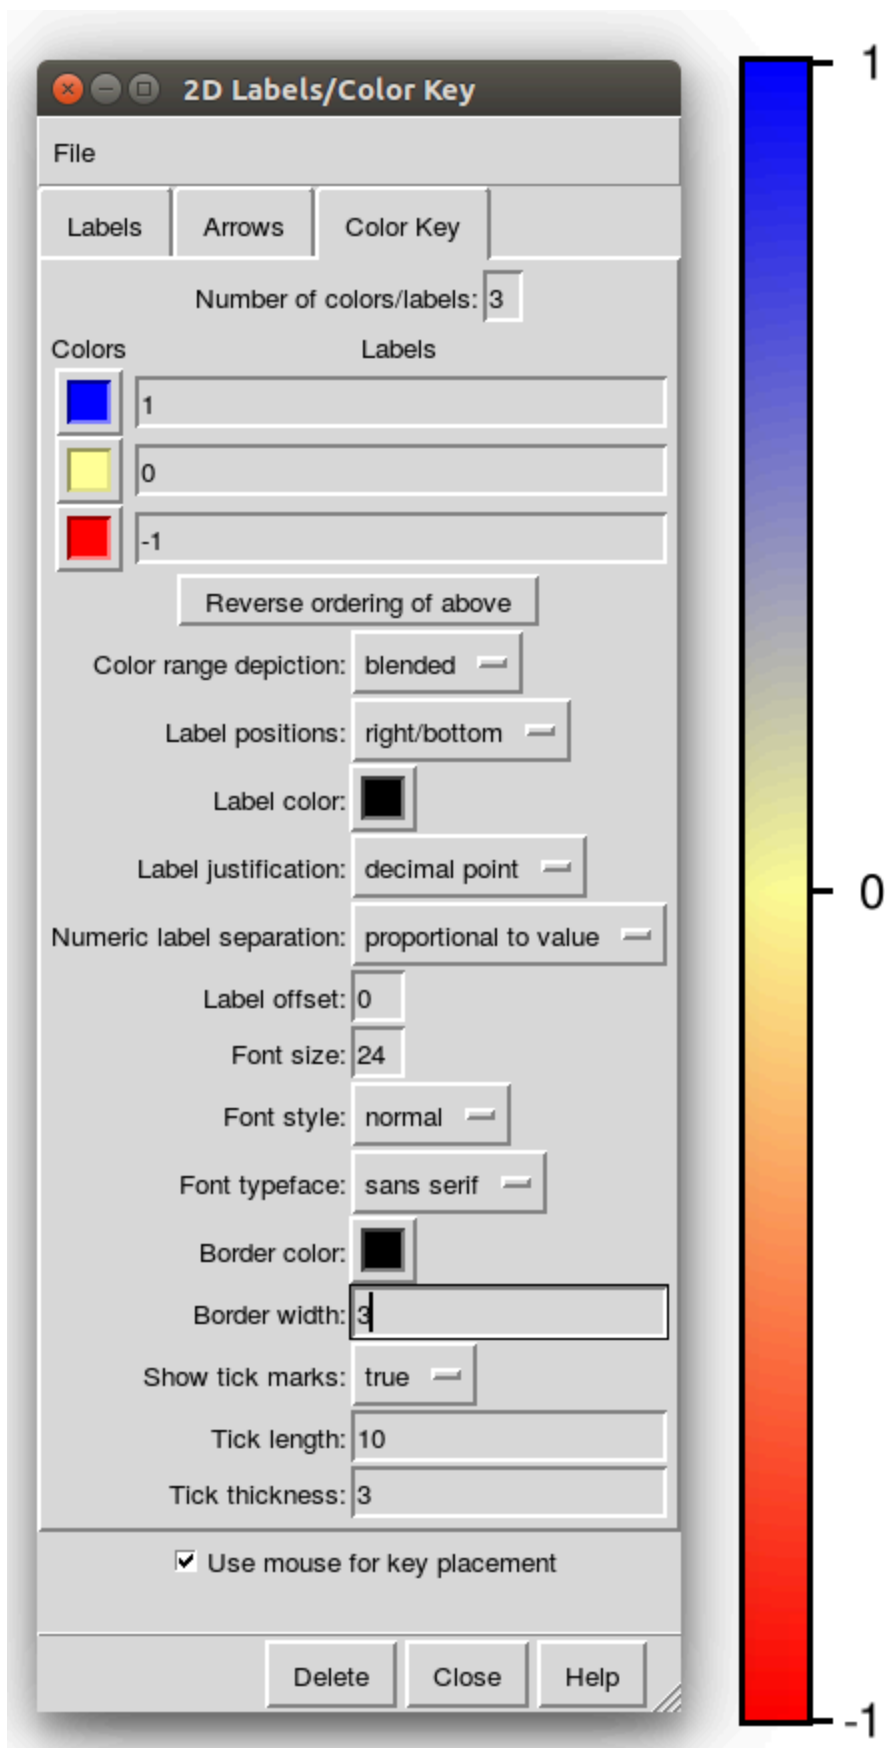 2D Labels/Color Key
File
Labels Arrows Color Key
Number of colors/labels: 3
Colors Labels
1
0
-1
Reverse ordering of above
Color range depiction: blended
Label positions: right/bottom
Label color:
Label justification: decimal point
Numeric label separation: proportional to value
Label offset: 0
Font size: 24
Font style: normal
Font typeface: sans serif
Border color:
Border width: 3
Show tick marks: true
Tick length: 10
Tick thickness: 3
Use mouse for key placement
Delete Close Help
1
0
-1